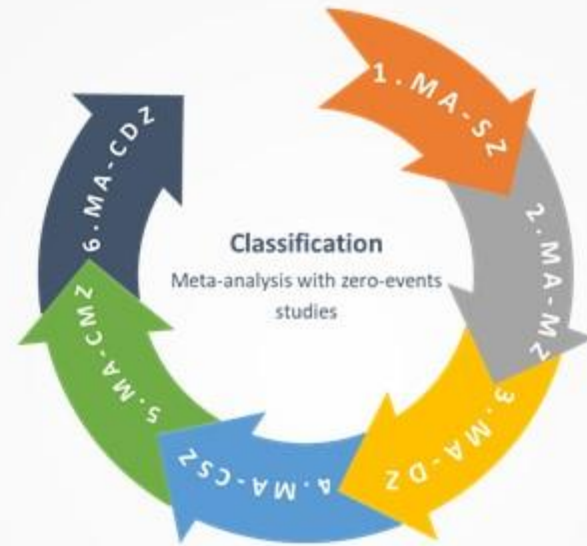 1.MA-SZ
2.MA-MZ
3.MA-DZ
4.MA-CSZ
5.MA-CMZ
6.MA-CDZ
Classification
Meta-analysis with zero-events
studies